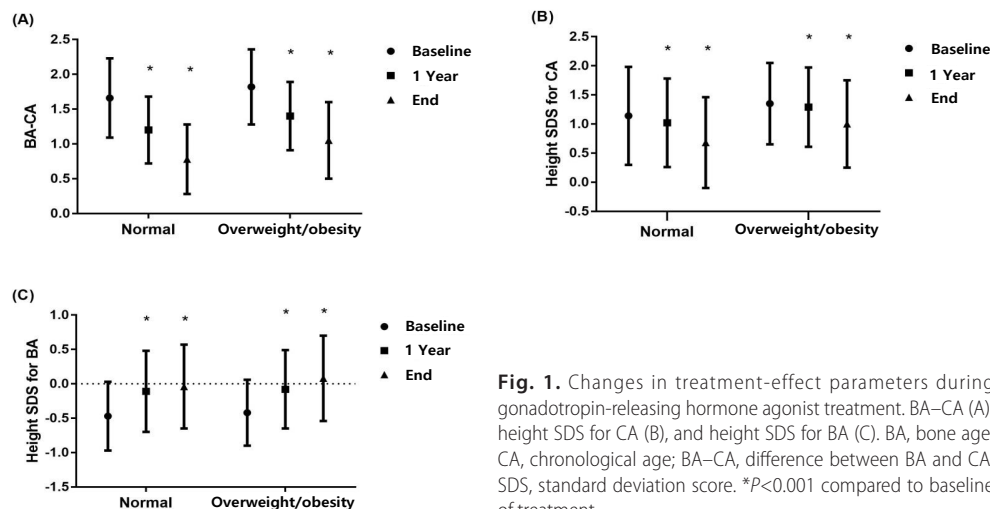 (A)
BA-CA
2.5
2.0
1.5
1.0
0.5
0.0
* *
* *
Normal
Overweight/obesity
Baseline
1 Year
End
(B)
Height SDS for CA
2.5
2.0
1.5
1.0
0.5
0.0
-0.5
* *
* *
Normal
Overweight/obesity
Baseline
1 Year
End
(C)
Height SDS for BA
1.0
0.5
0.0
-0.5
-1.0
-1.5
* *
* *
Normal
Overweight/obesity
Baseline
1 Year
End
Fig. 1. Changes in treatment-effect parameters during
gonadotropin-releasing hormone agonist treatment. BA–CA (A)
height SDS for CA (B), and height SDS for BA (C). BA, bone age
CA, chronological age; BA–CA, difference between BA and CA
SDS, standard deviation score. *P<0.001 compared to baseline
of treatment